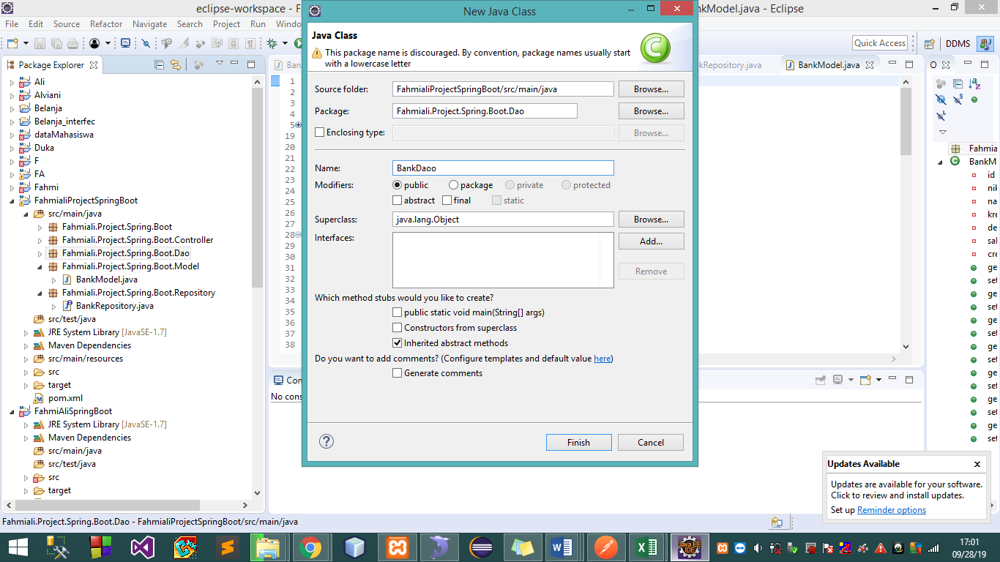 eclipse-workspace - F
New Java Class
ankModel.java - Eclipse
File Edit Source Refactor Navigate Search Project Run Windo
Quick Access
DDMS
Package Explorer
Ali
Alviani
Belanja
Belanja_interfec
dataMahasiswa
Duka
F
FA
Fahmi
FahmialiProjectSpringBoot
src/main/java
Fahmiali.Project.Spring.Boot
Fahmiali.Project.Spring.Boot.Controller
Fahmiali.Project.Spring.Boot.Dao
Fahmiali.Project.Spring.Boot.Model
BankModel.java
Fahmiali.Project.Spring.Boot.Repository
BankRepository.java
src/test/java
JRE System Library [JavaSE-1.7]
Maven Dependencies
src/main/resources
src
target
pom.xml
FahmiAliSpringBoot
JRE System Library [JavaSE-1.7]
Maven Dependencies
src/main/java
src/test/java
src
target
Ban
1
2
3
4
5
19
20
21
22
23
24
25
26
27
28
29
30
31
32
33
34
35
36
37
38
Con
No cons
Java Class
This package name is discouraged. By convention, package names usually start
with a lowercase letter
Source folder: FahmialiProjectSpringBoot/src/main/java Browse...
Package: Fahmiali.Project.Spring.Boot.Dao Browse...
Enclosing type: Browse...
Name: BankDaoo
Modifiers: public package private protected
abstract final static
Superclass: java.lang.Object Browse...
Interfaces: Add...
Remove
Which method stubs would you like to create?
public static void main(String[] args)
Constructors from superclass
Inherited abstract methods
Do you want to add comments? (Configure templates and default value here)
Generate comments
Finish Cancel
nkRepository.java
BankModel.java
O
Fahmia
BankM
id
nik
na
kre
de
sal
cre
ge
set
ge
set
ge
set
ge
set
ge
set
ge
set
ge
set
Updates Available
Updates are available for your software.
Click to review and install updates.
Set up Reminder options
Fahmiali.Project.Spring.Boot.Dao - FahmialiProjectSpringBoot/src/main/java
Java EE
IDE
17:01
09/28/19